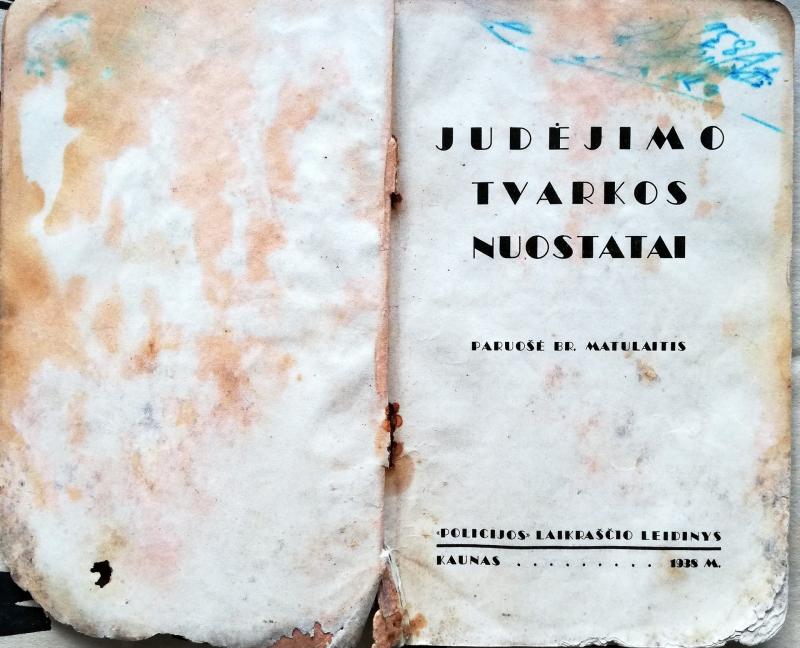 JUDĖJIMO
TVARKOS
NUOSTATAI
PARUOŠĖ BR. MATULAITIS
«POLICIJOS» LAIKRAŠČIO LEIDINYS
KAUNAS . . . . . . . . . 1938 M.